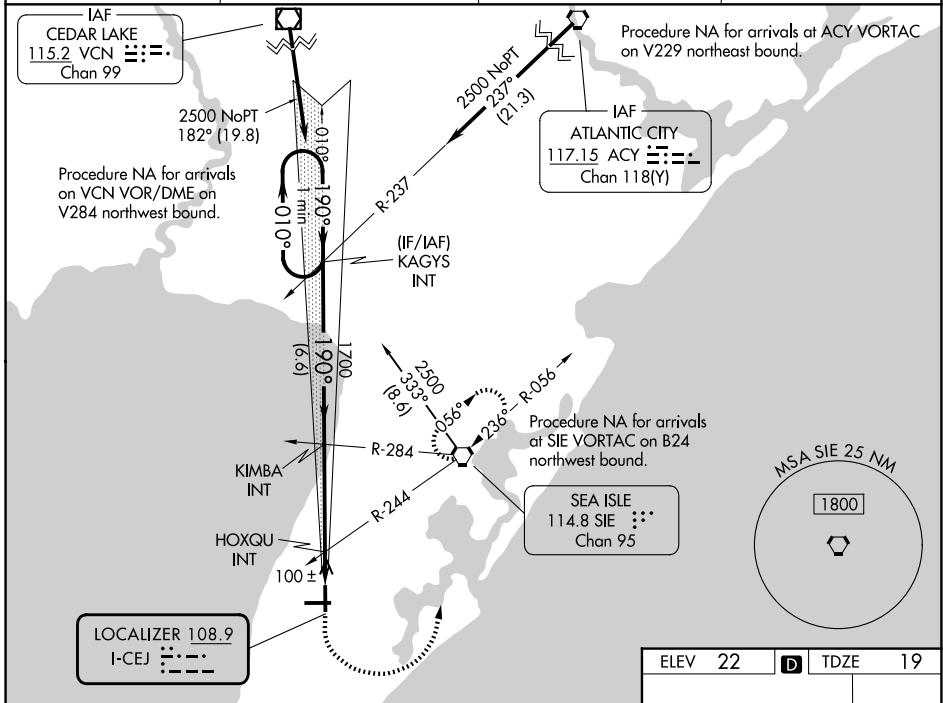 IAF
CEDAR LAKE
115.2 VCN
Chan 99
Procedure NA for arrivals at ACY VORTAC
on V229 northeast bound.
2500 NoPT
237°
(21.3)
2500 NoPT
182° (19.8)
IAF
ATLANTIC CITY
117.15 ACY
Chan 118(Y)
010°
Procedure NA for arrivals
on VCN VOR/DME on
V284 northwest bound.
010°
1 min
190°
R-237
(IF/IAF)
KAGYS
INT
1700
190°
(6.6)
2500
333°
(8.6)
056°
236°
R-056
Procedure NA for arrivals
at SIE VORTAC on B24
northwest bound.
R-284
KIMBA
INT
R-244
SEA ISLE
114.8 SIE
Chan 95
MSA SIE 25 NM
1800
HOXQU
INT
100 ±
LOCALIZER 108.9
I-CEJ
ELEV 22
D
TDZE 19